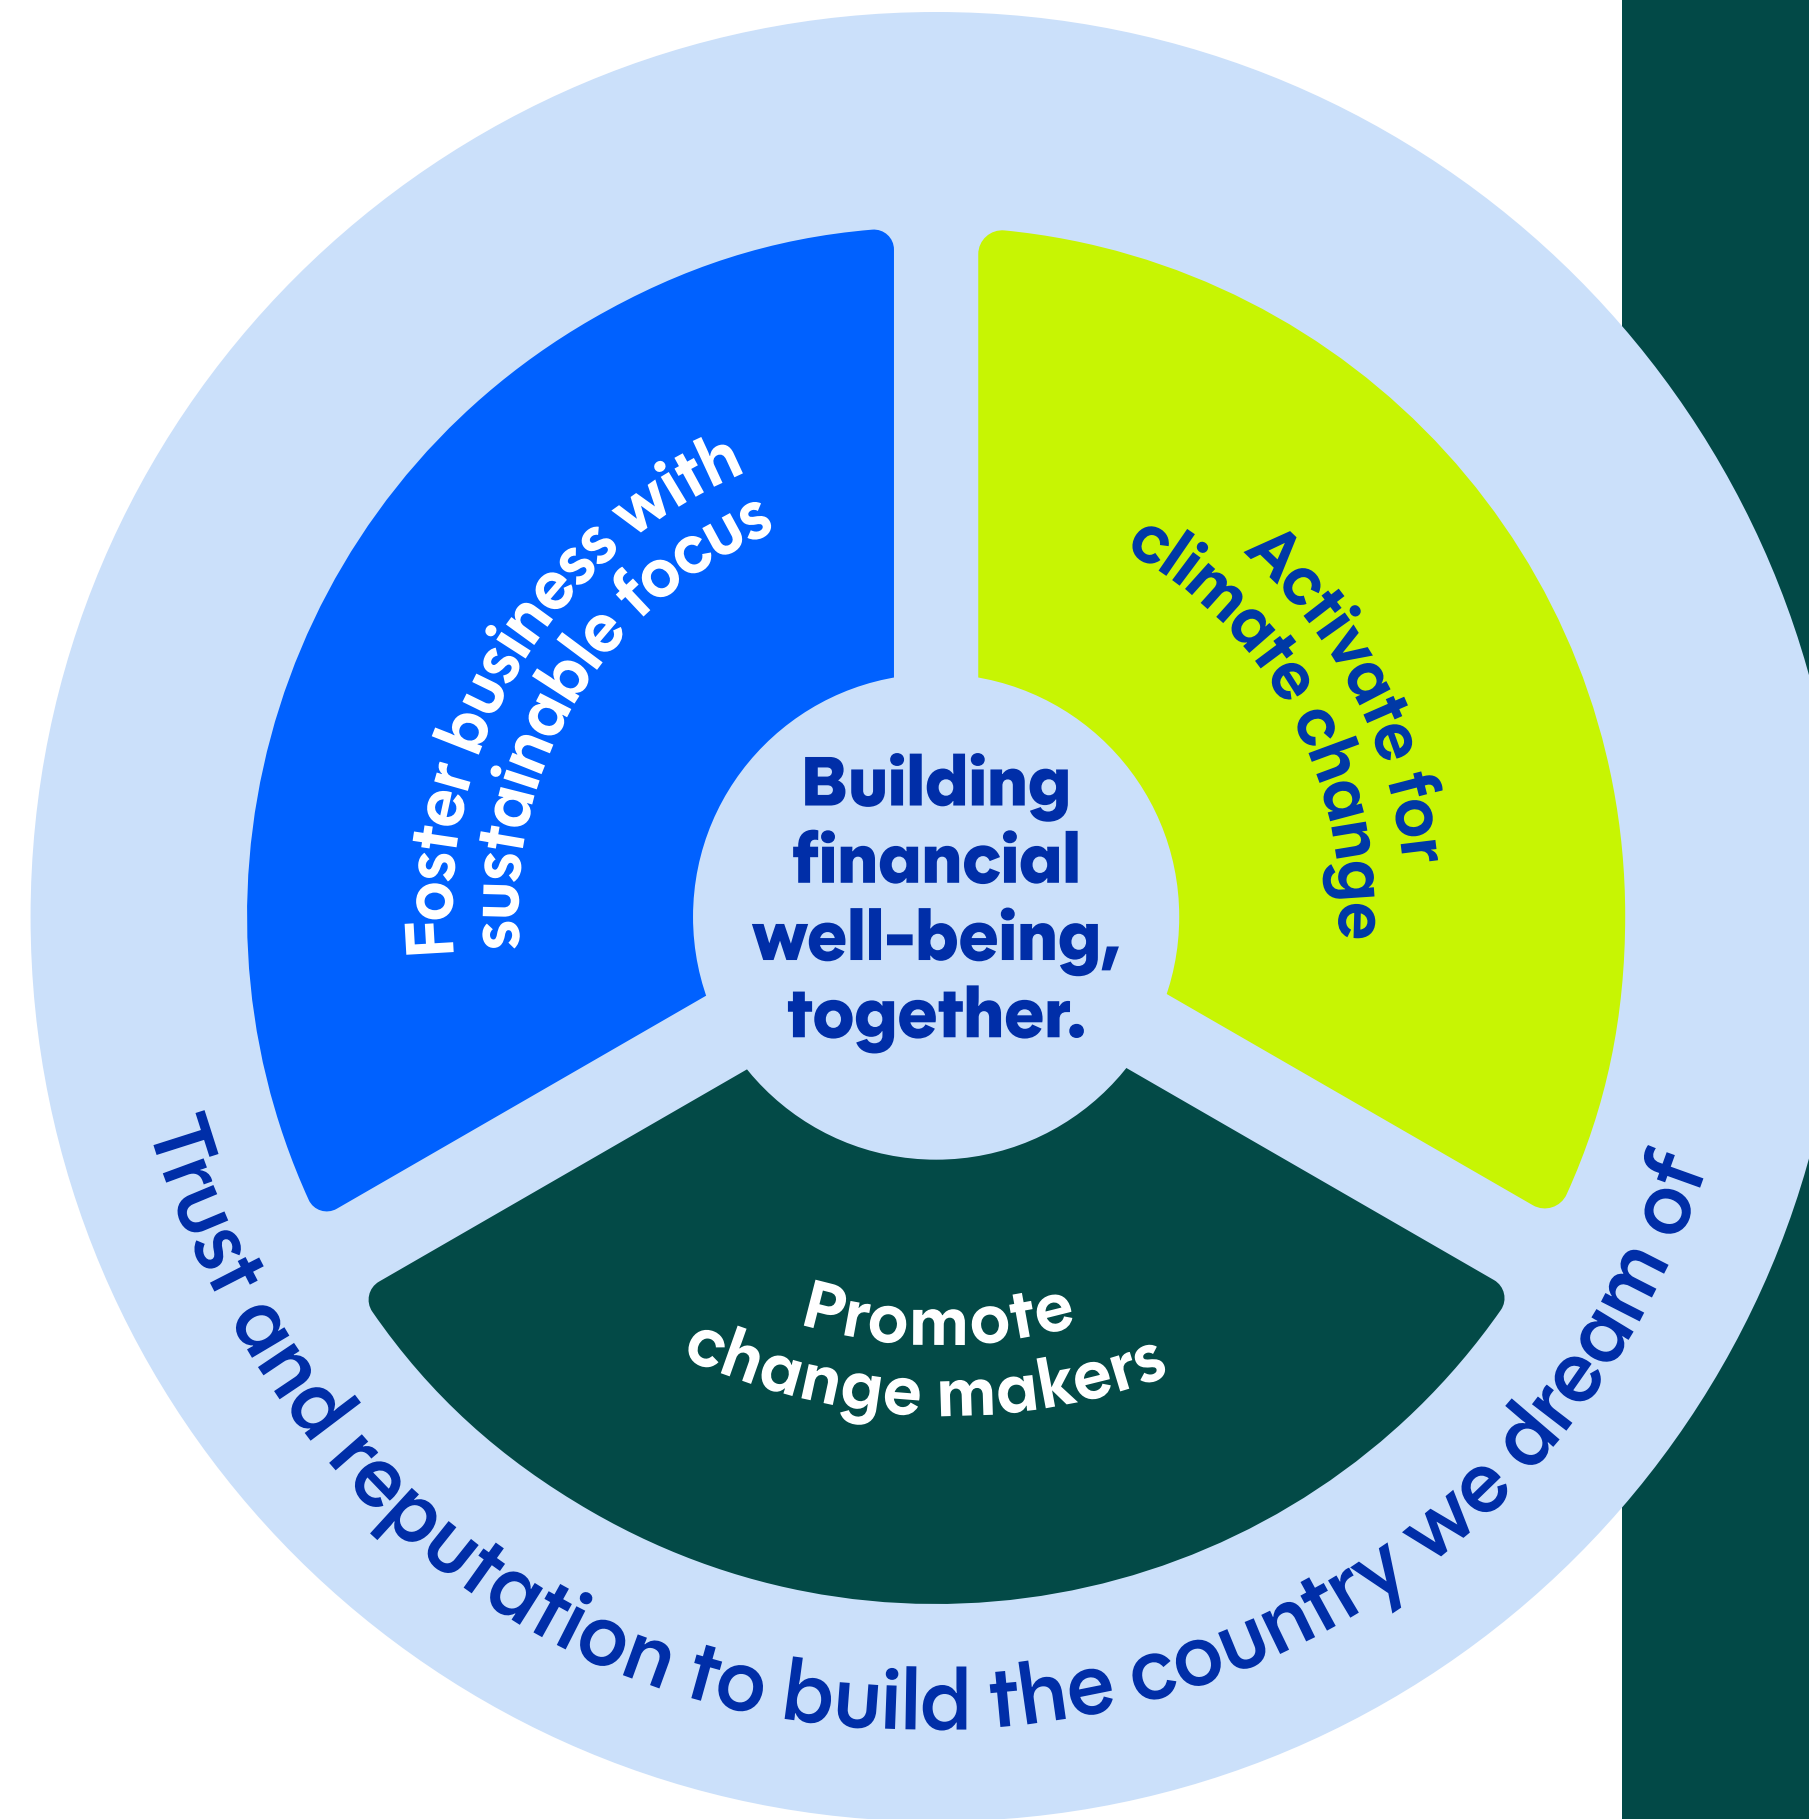 Foster business with
sustainable focus
Activate for
climate change
Building
financial
well-being,
together.
Promote
change makers
Trust and reputation to build the country we dream of